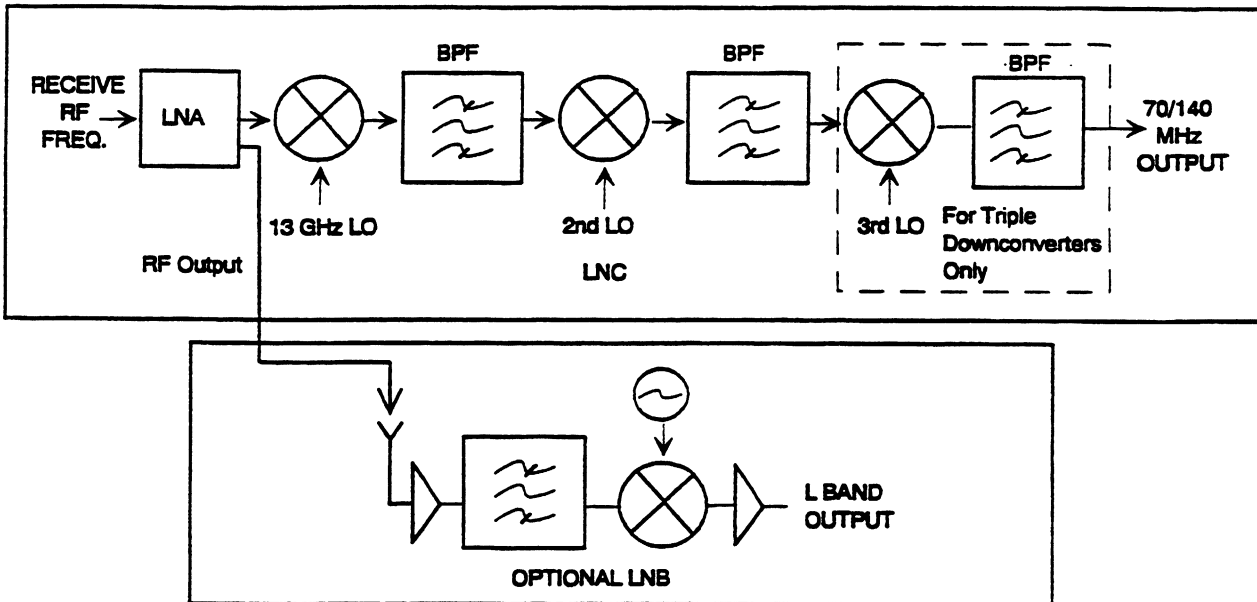 BPF
BPF
BPF
RECEIVE
RF
FREQ.
LNA
70/140
MHz
OUTPUT
13 GHz LO
2nd LO
3rd LO
For Triple
Downconverters
Only
RF Output
LNC
L BAND
OUTPUT
OPTIONAL LNB